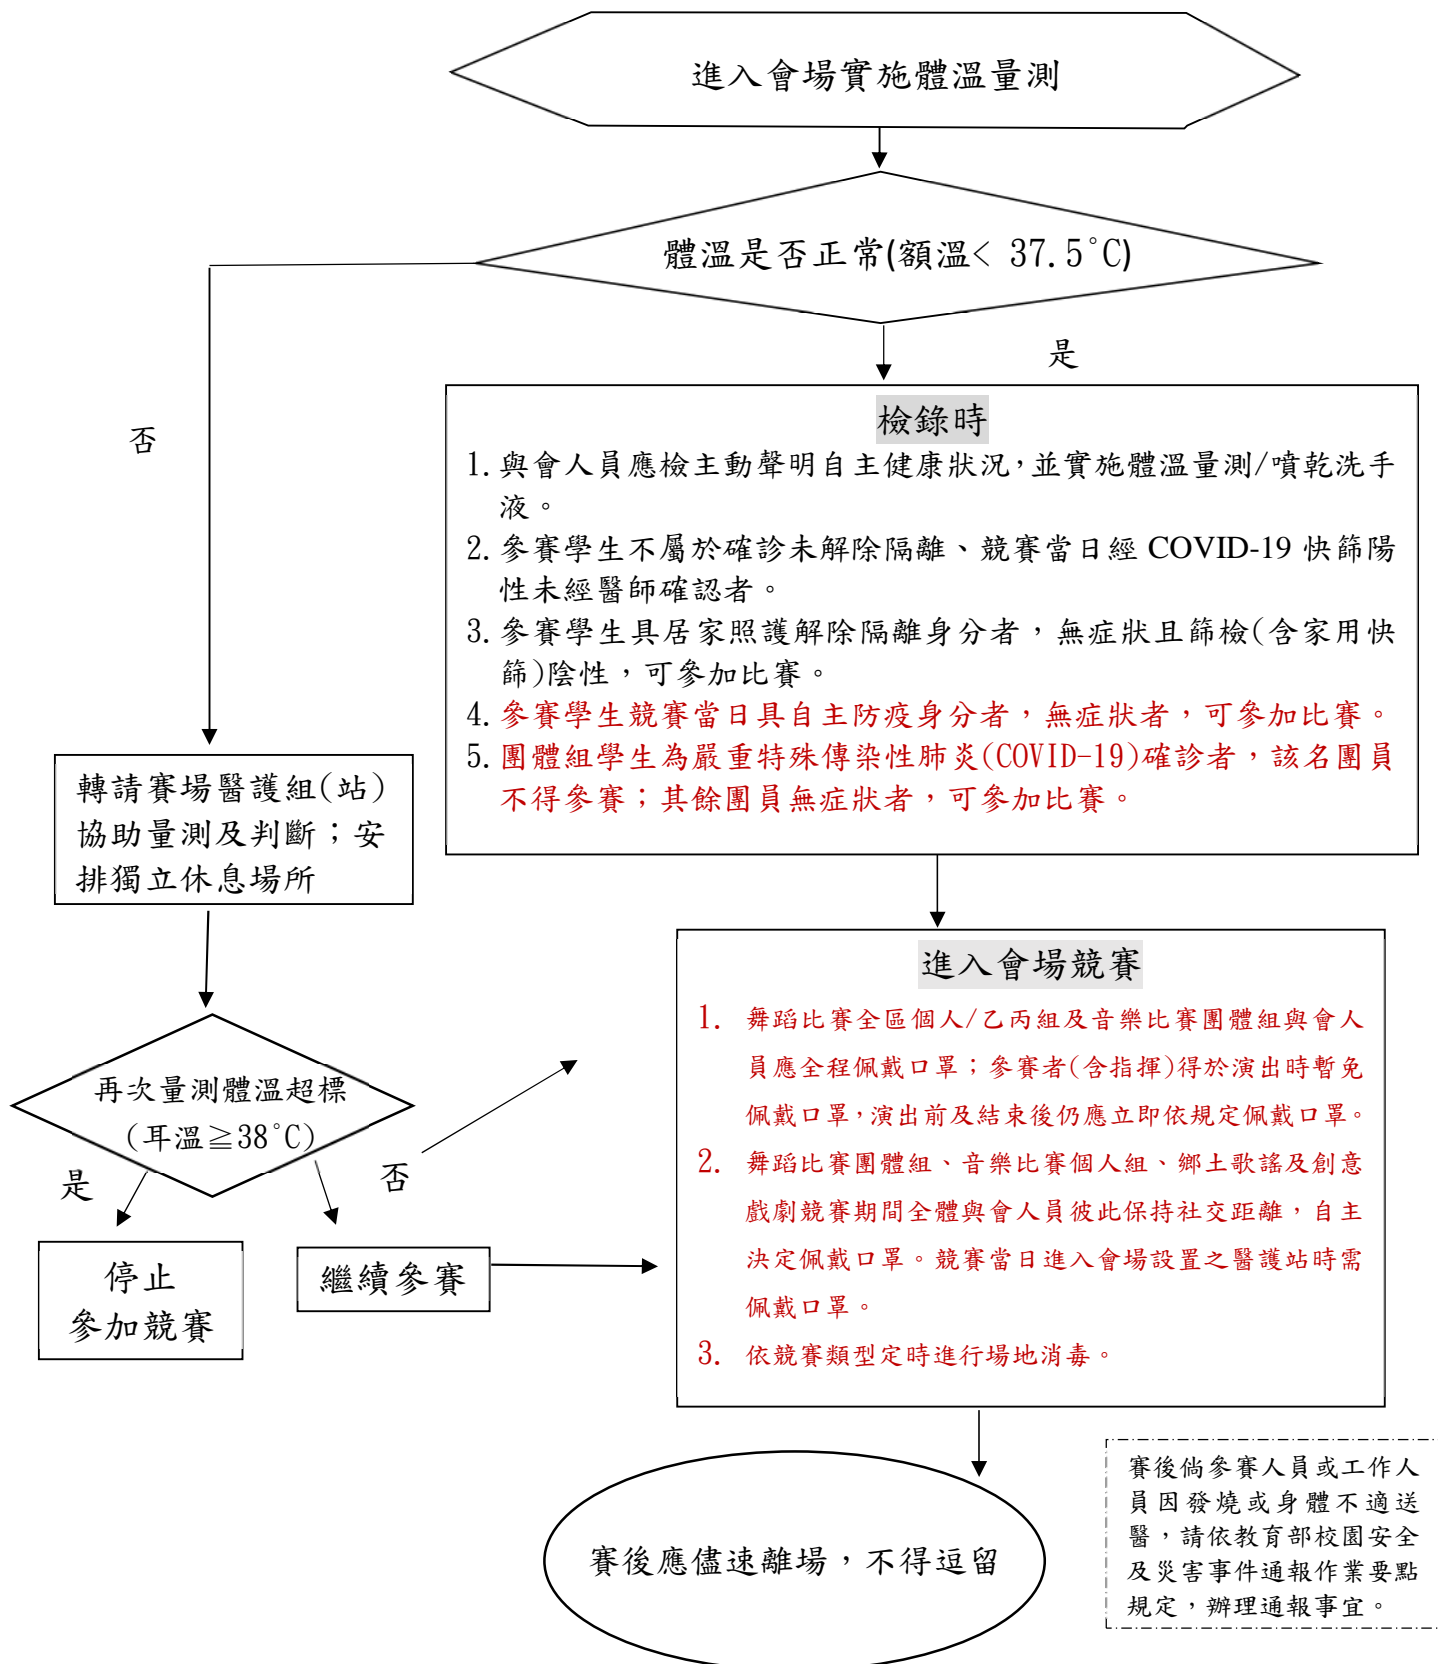 進入會場實施體溫量測
體溫是否正常(額溫< 37.5°C)
是
否
檢錄時
1. 與會人員應檢主動聲明自主健康狀況，並實施體溫量測/噴乾洗手
液。
2. 參賽學生不屬於確診未解除隔離、競賽當日經 COVID-19 快篩陽
性未經醫師確認者。
3. 參賽學生具居家照護解除隔離身分者，無症狀且篩檢(含家用快
篩)陰性，可參加比賽。
4. 參賽學生競賽當日具自主防疫身分者，無症狀者，可參加比賽。
5. 團體組學生為嚴重特殊傳染性肺炎(COVID-19)確診者，該名團員
不得參賽；其餘團員無症狀者，可參加比賽。
轉請賽場醫護組(站)
協助量測及判斷；安
排獨立休息場所
再次量測體溫超標
(耳溫≧38°C)
是
否
停止
參加競賽
繼續參賽
進入會場競賽
1. 舞蹈比賽全區個人/乙丙組及音樂比賽團體組與會人
員應全程佩戴口罩；參賽者(含指揮)得於演出時暫免
佩戴口罩，演出前及結束後仍應立即依規定佩戴口罩。
2. 舞蹈比賽團體組、音樂比賽個人組、鄉土歌謠及創意
戲劇競賽期間全體與會人員彼此保持社交距離，自主
決定佩戴口罩。競賽當日進入會場設置之醫護站時需
佩戴口罩。
3. 依競賽類型定時進行場地消毒。
賽後應儘速離場，不得逗留
賽後倘參賽人員或工作人
員因發燒或身體不適送
醫，請依教育部校園安全
及災害事件通報作業要點
規定，辦理通報事宜。